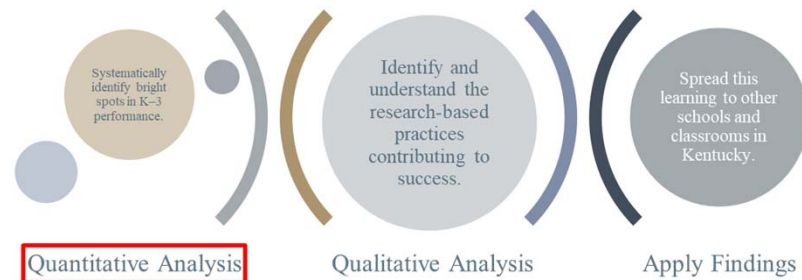 Systematically
identify bright
spots in K–3
performance.
Identify and
understand the
research-based
practices
contributing to
success.
Spread this
learning to other
schools and
classrooms in
Kentucky.
Quantitative Analysis
Qualitative Analysis
Apply Findings